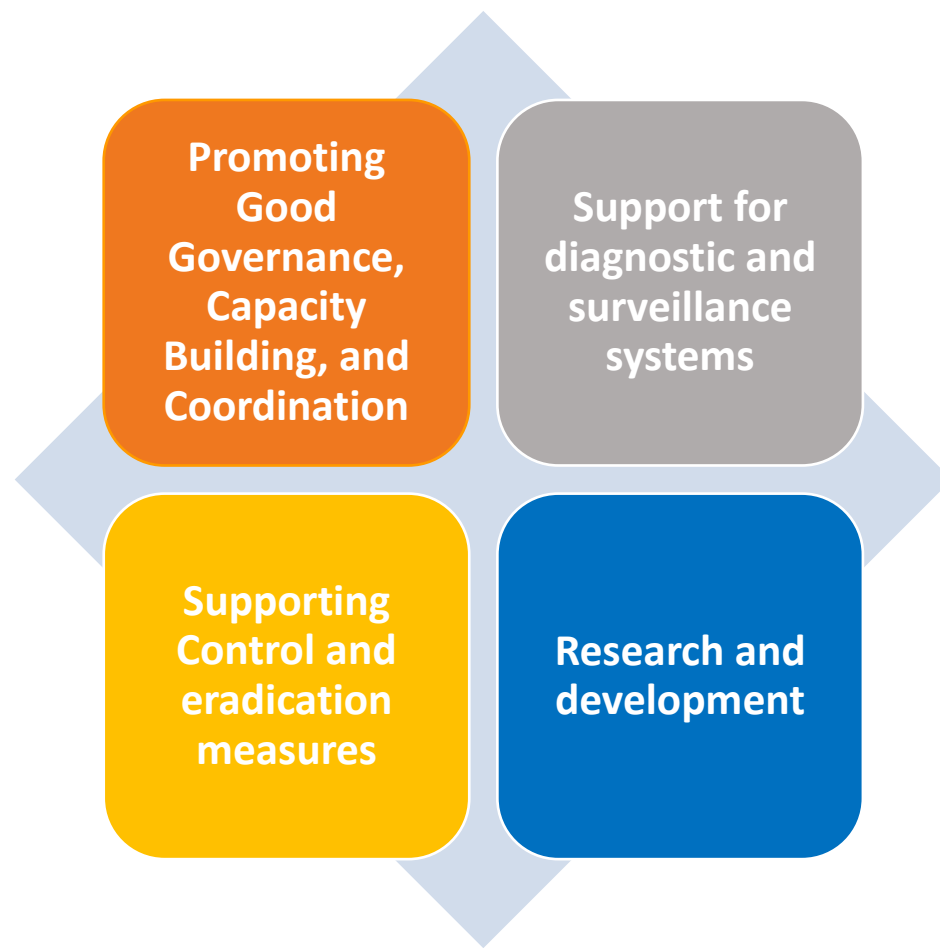 Promoting
Good
Governance,
Capacity
Building, and
Coordination
Support for
diagnostic and
surveillance
systems
Supporting
Control and
eradication
measures
Research and
development